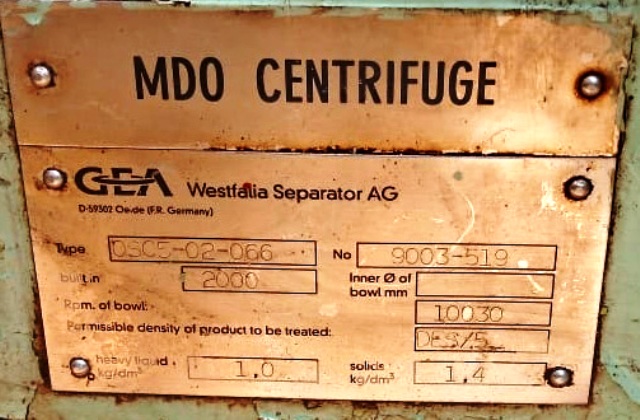 MDO CENTRIFUGE
GEA Westfalia Separator AG
D-59302 Oelde (F.R. Germany)
Type OSC5-02-066 No 9003-519
built in 2000 Inner Ø of bowl mm
Rpm. of bowl: 10030
Permissible density of product to be treated:
heavy liquid kg/dm³ 1,0 solids kg/dm³ 1,4